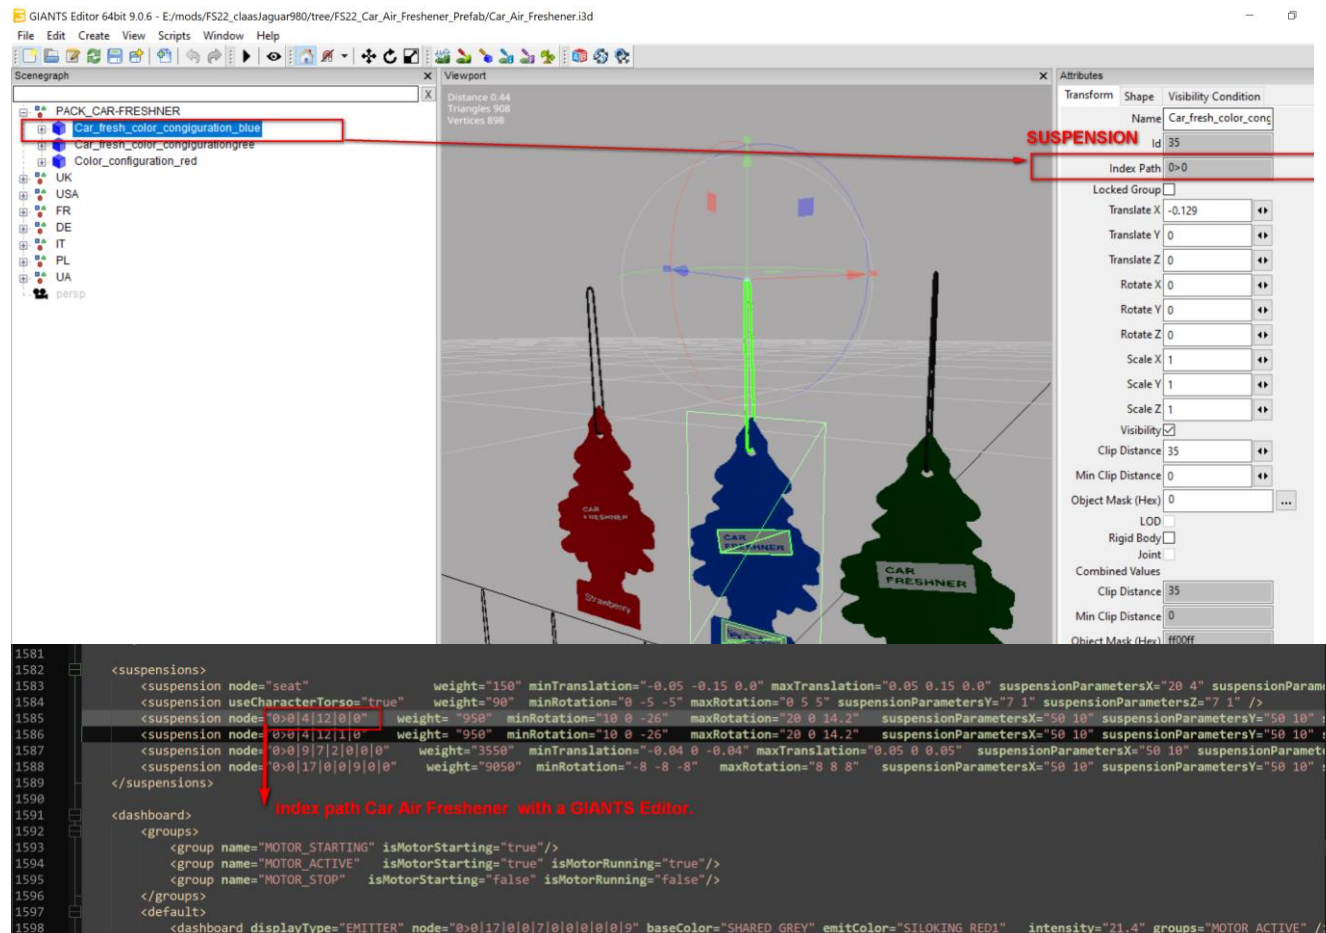 GIANTS Editor 64bit 9.0.6 - E:/mods/FS22_claasJaguar980/tree/FS22_Car_Air_Freshener_Prefab/Car_Air_Freshener.i3d
File Edit Create View Scripts Window Help
Scenegraph
X
PACK_CAR-FRESHNER
Car_fresh_color_congiguration_blue
Car_fresh_color_congigurationgree
Color_configuration_red
UK
USA
FR
DE
IT
PL
UA
persp
Viewport
Distance 0.44
Triangles 908
Vertices 898
CAR
FRESHNER
Strawberry
CAR
FRESHNER
CAR
FRESHNER
SUSPENSION
Attributes
Transform Shape Visibility Condition
Name Car_fresh_color_cong
Id 35
Index Path 0>0
Locked Group
Translate X -0.129
Translate Y 0
Translate Z 0
Rotate X 0
Rotate Y 0
Rotate Z 0
Scale X 1
Scale Y 1
Scale Z 1
Visibility
Clip Distance 35
Min Clip Distance 0
Object Mask (Hex) 0 ...
LOD
Rigid Body
Joint
Combined Values
Clip Distance 35
Min Clip Distance 0
Object Mask (Hex) ff00ff
1581
1582 <suspensions>
1583 <suspension node="seat" weight="150" minTranslation="-0.05 -0.15 0.0" maxTranslation="0.05 0.15 0.0" suspensionParametersX="20 4" suspensionParam
1584 <suspension useCharacterTorso="true" weight="90" minRotation="0 -5 -5" maxRotation="0 5 5" suspensionParametersY="7 1" suspensionParametersZ="7 1" />
1585 <suspension node="0>0|4|12|0|0" weight= "950" minRotation="10 0 -26" maxRotation="20 0 14.2" suspensionParametersX="50 10" suspensionParametersY="50 10" s
1586 <suspension node="0>0|4|12|1|0" weight= "950" minRotation="10 0 -26" maxRotation="20 0 14.2" suspensionParametersX="50 10" suspensionParametersY="50 10" s
1587 <suspension node="0>0|9|7|2|0|0|0" weight="3550" minTranslation="-0.04 0 -0.04" maxTranslation="0.05 0 0.05" suspensionParametersX="50 10" suspensionParamete
1588 <suspension node="0>0|17|0|0|9|0|0" weight="9050" minRotation="-8 -8 -8" maxRotation="8 8 8" suspensionParametersX="50 10" suspensionParametersY="50 10" s
1589 </suspensions>
1590
index path Car Air Freshener with a GIANTS Editor.
1591 <dashboard>
1592 <groups>
1593 <group name="MOTOR_STARTING" isMotorStarting="true"/>
1594 <group name="MOTOR_ACTIVE" isMotorStarting="true" isMotorRunning="true"/>
1595 <group name="MOTOR_STOP" isMotorStarting="false" isMotorRunning="false"/>
1596 </groups>
1597 <default>
1598 <dashboard displayType="EMITTER" node="0>0|17|0|0|7|0|0|0|0|0|9" baseColor="SHARED_GREY" emitColor="SILOKING_RED1" intensity="21.4" groups="MOTOR_ACTIVE" /